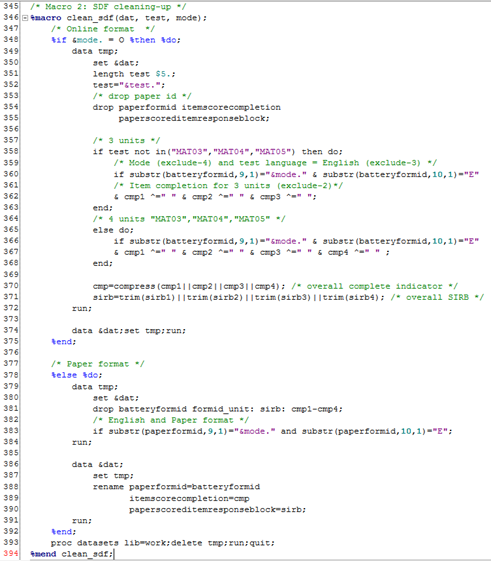 345 /* Macro 2: SDF cleaning-up */
346 %macro clean_sdf(dat, test, mode);
347 /* Online format */
348 %if &mode. = O %then %do;
349 data tmp;
350 set &dat;
351 length test $5.;
352 test="&test.";
353 /* drop paper id */
354 drop paperformid itemscorecompletion
355 paperscoreditemresponseblock;
356
357 /* 3 units */
358 if test not in("MAT03","MAT04","MAT05") then do;
359 /* Mode (exclude-4) and test language = English (exclude-3) */
360 if substr(batteryformid,9,1)="&mode." & substr(batteryformid,10,1)="E"
361 /* Item completion for 3 units (exclude-2)*/
362 & cmp1 ^=" " & cmp2 ^=" " & cmp3 ^=" ";
363 end;
364 /* 4 units "MAT03","MAT04","MAT05" */
365 else do;
366 if substr(batteryformid,9,1)="&mode." & substr(batteryformid,10,1)="E"
367 & cmp1 ^=" " & cmp2 ^=" " & cmp3 ^=" " & cmp4 ^=" " ;
368 end;
369
370 cmp=compress(cmp1||cmp2||cmp3||cmp4); /* overall complete indicator */
371 sirb=trim(sirb1)||trim(sirb2)||trim(sirb3)||trim(sirb4); /* overall SIRB */
372 run;
373
374 data &dat;set tmp;run;
375 %end;
376
377 /* Paper format */
378 %else %do;
379 data tmp;
380 set &dat;
381 drop batteryformid formid_unit: sirb: cmp1-cmp4;
382 /* English and Paper format */
383 if substr(paperformid,9,1)="&mode." and substr(paperformid,10,1)="E";
384 run;
385
386 data &dat;
387 set tmp;
388 rename paperformid=batteryformid
389 itemscorecompletion=cmp
390 paperscoreditemresponseblock=sirb;
391 run;
392 %end;
393 proc datasets lib=work;delete tmp;run;quit;
394 %mend clean_sdf;